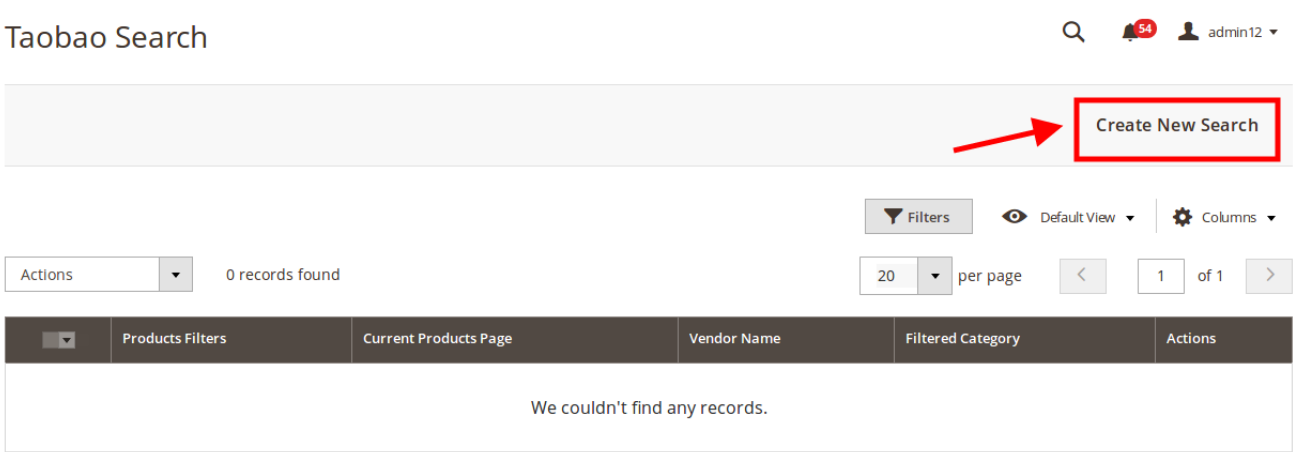 Taobao Search
54
admin12
Create New Search
Filters
Default View
Columns
Actions
0 records found
20
per page
1
of 1
Products Filters
Current Products Page
Vendor Name
Filtered Category
Actions
We couldn't find any records.